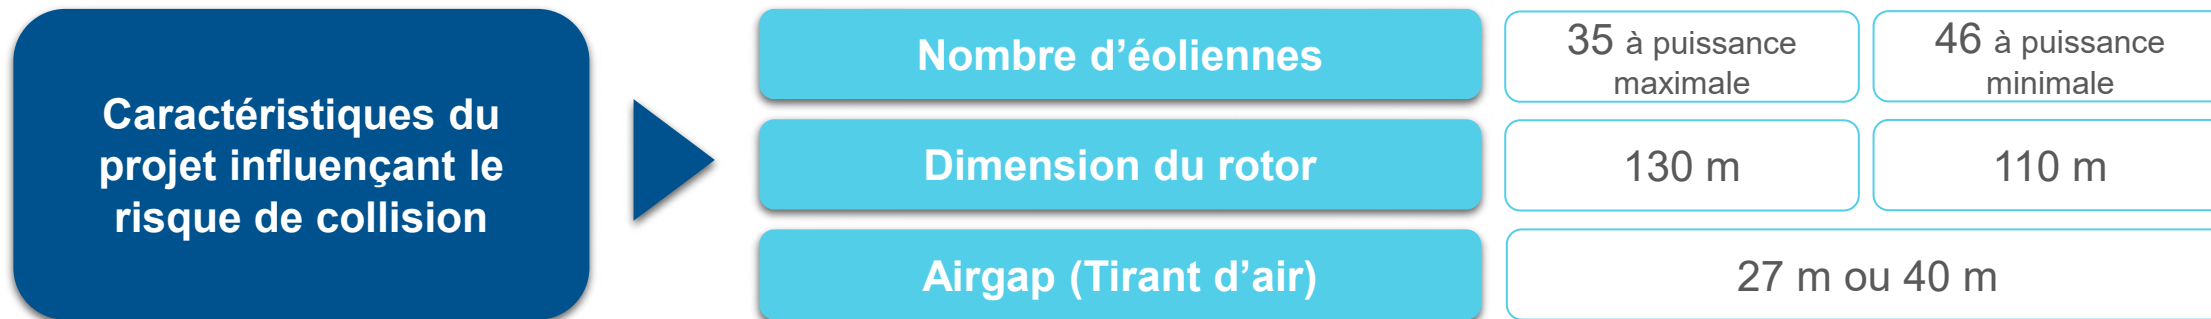 Caractéristiques du
projet influençant le
risque de collision
Nombre d’éoliennes
35 à puissance
maximale
46 à puissance
minimale
Dimension du rotor
130 m
110 m
Airgap (Tirant d’air)
27 m ou 40 m